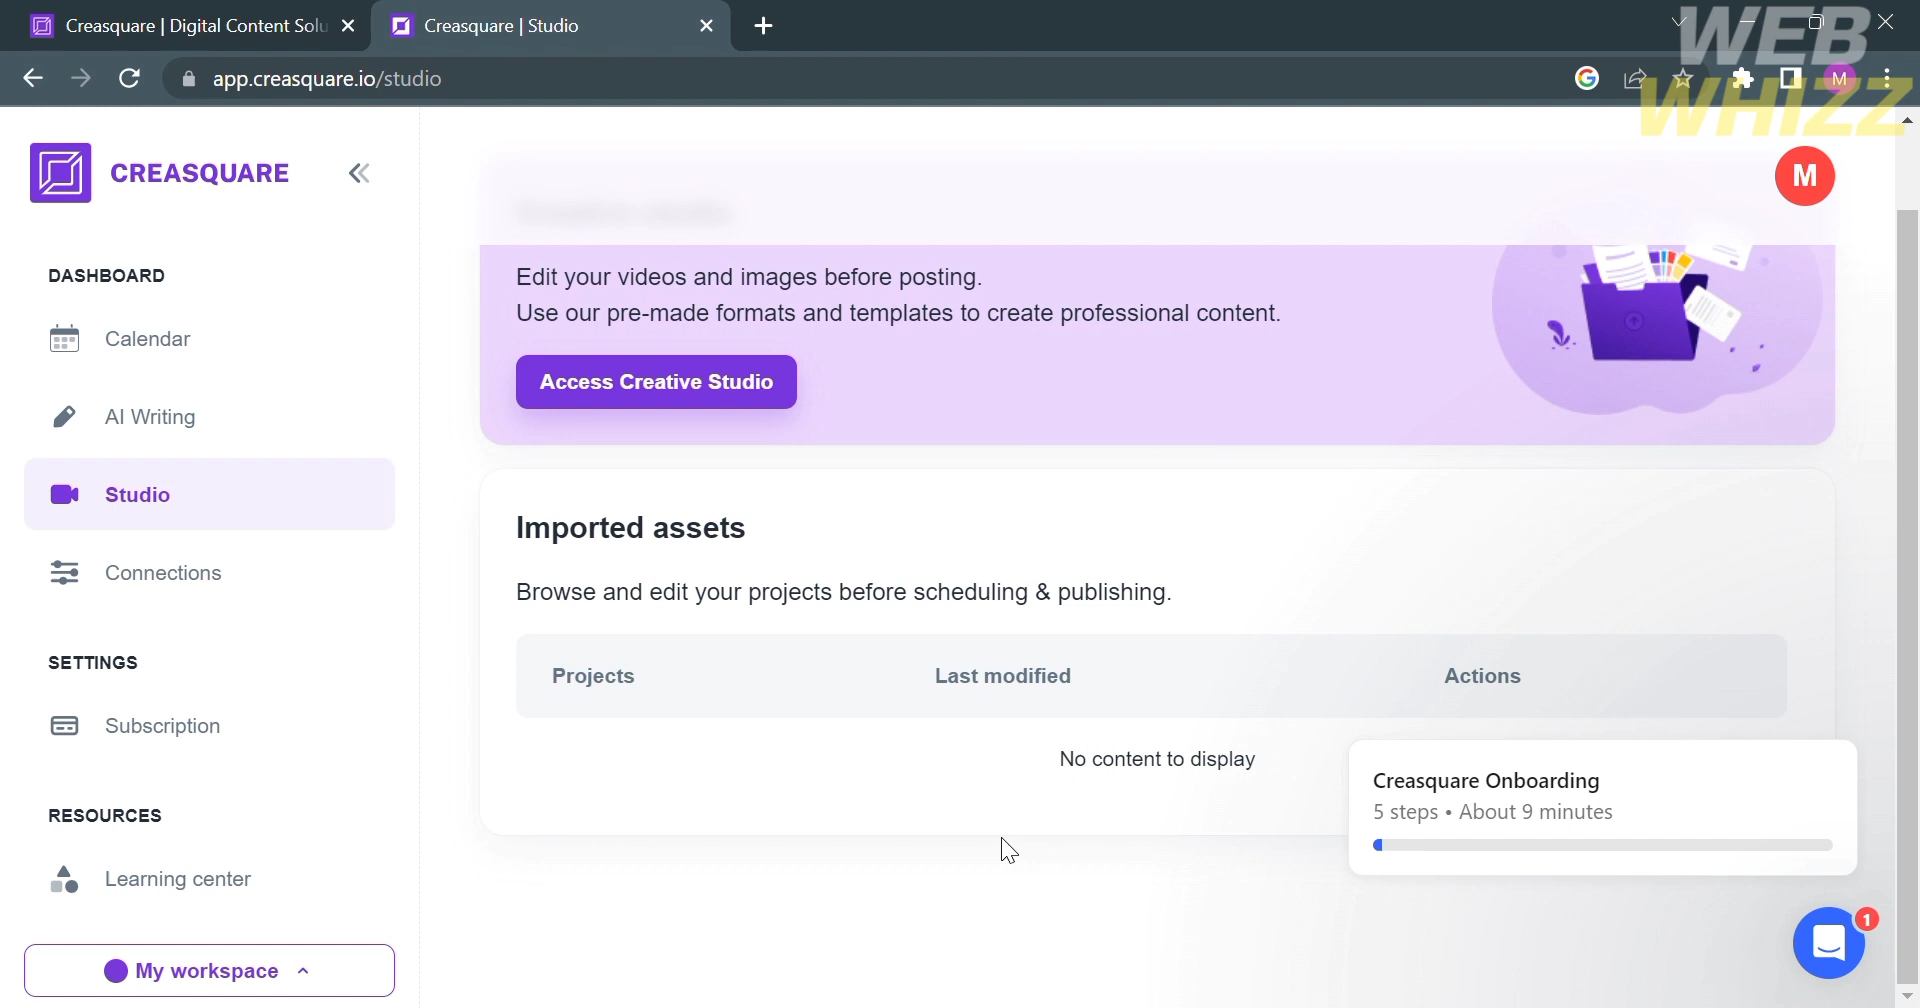 Creasquare | Digital Content Solu
Creasquare | Studio
WEB
WHIZZ
app.creasquare.io/studio
M
CREASQUARE
M
DASHBOARD
Calendar
AI Writing
Studio
Connections
SETTINGS
Subscription
RESOURCES
Learning center
My workspace
Edit your videos and images before posting.
Use our pre-made formats and templates to create professional content.
Access Creative Studio
Imported assets
Browse and edit your projects before scheduling & publishing.
Projects Last modified Actions
No content to display
Creasquare Onboarding
5 steps • About 9 minutes
1